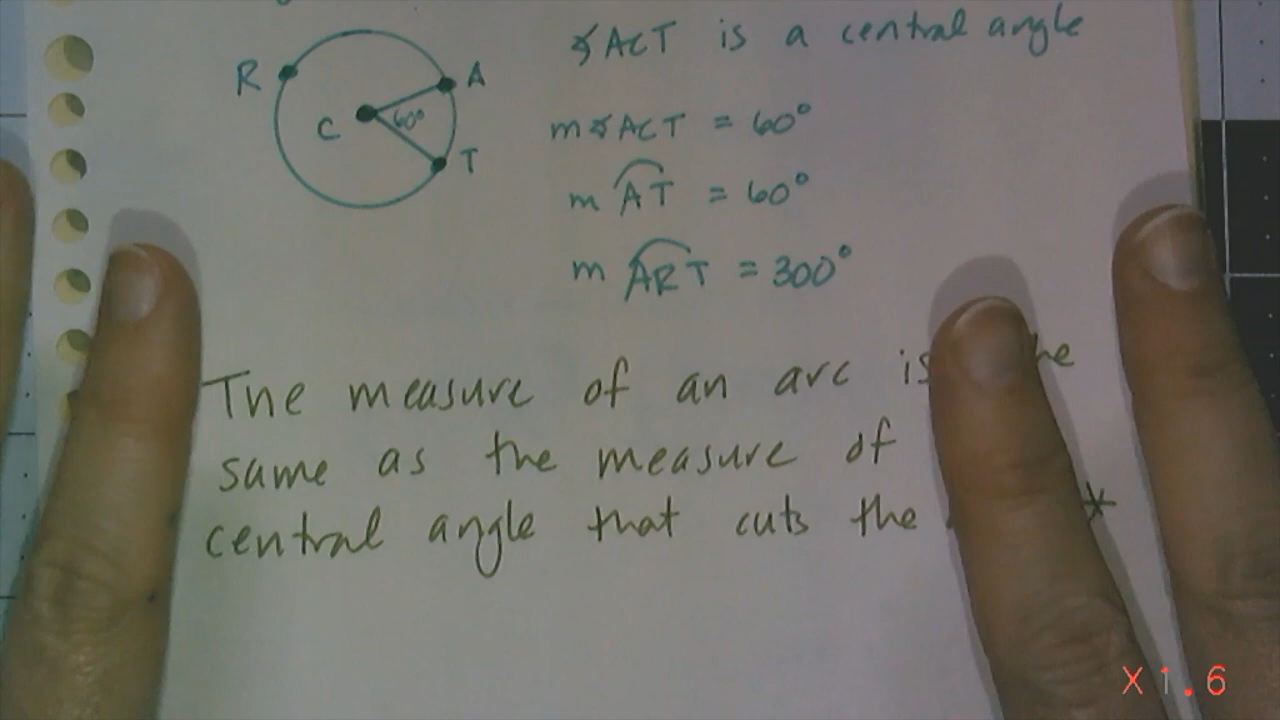 R
A
C
60°
T
∢ACT is a central angle
m∢ACT = 60°
m AT = 60°
m ART = 300°
The measure of an arc is
same as the measure of
central angle that cuts the *
X1.6